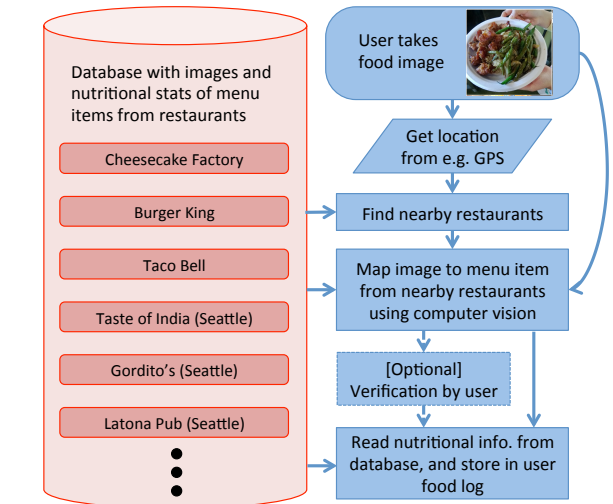 Database with images and
nutritional stats of menu
items from restaurants
Cheesecake Factory
Burger King
Taco Bell
Taste of India (Seattle)
Gordito's (Seattle)
Latona Pub (Seattle)
User takes
food image
Get location
from e.g. GPS
Find nearby restaurants
Map image to menu item
from nearby restaurants
using computer vision
[Optional]
Verification by user
Read nutritional info. from
database, and store in user
food log